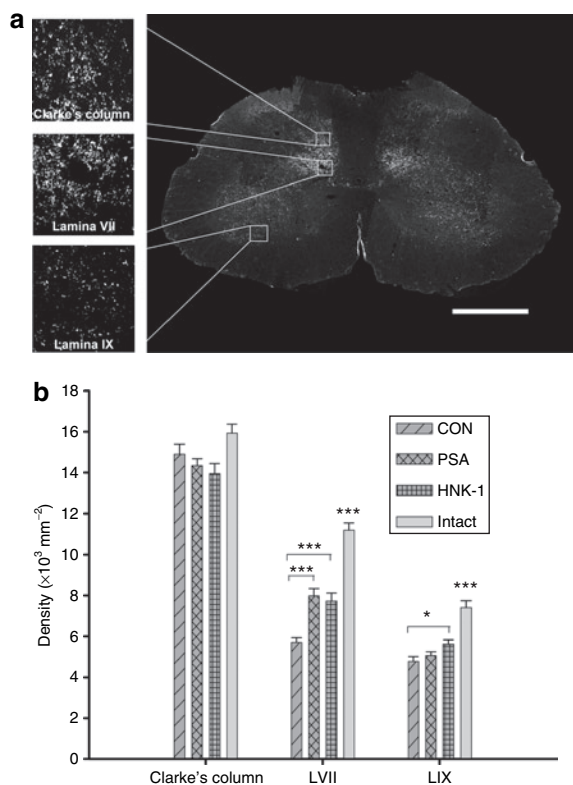 a
Clarke's column
Lamina VII
Lamina IX
b
18
16
14
12
10
8
6
4
2
0
Density (×10³ mm⁻²)
CON
PSA
HNK-1
Intact
***
***
***
*
***
Clarke's column
LVII
LIX